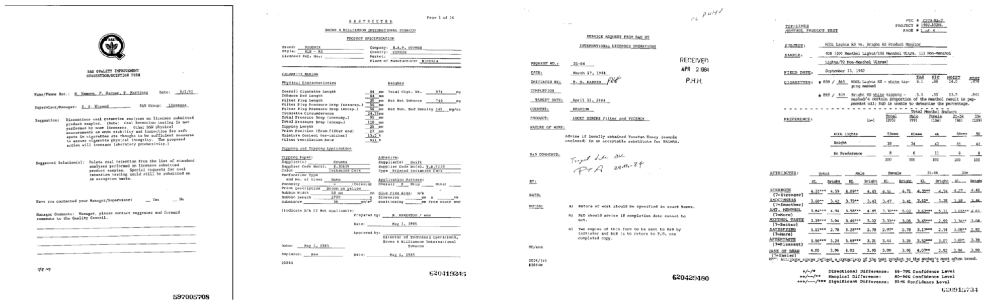 R&D
R&D QUALITY IMPROVEMENT
SUGGESTION/SOLUTION FORM
Name/Phone Ext.: M. Hamann, P. Harper, P. Martinez Date: 9/3/92
Supervisor/Manager: J. S. Wigand R&D Group: Licensee
Suggestion: Discontinue coal retention analyses on licensee submitted
product samples. (Note: Coal Retention testing is not
performed by most licensees. Other B&W physical
measurements as ends stability and inspection for soft
spots in cigarettes are thought to be sufficient measures
to assure cigarette physical integrity. The proposed
action will increase laboratory productivity.)
Suggested Solution(s): Delete coal retention from the list of standard
analyses performed on licensee submitted
product samples. Special requests for coal
retention testing could still be submitted on
an exception basis.
Have you contacted your Manager/Supervisor? Yes No
Manager Comments: Manager, please contact suggester and forward
comments to the Quality Council.
qip.wp
597005708
Page 1 of 10
RESTRICTED
BROWN & WILLIAMSON INTERNATIONAL TOBACCO
PRODUCT SPECIFICATION
Brand: PHOENIX Company: B.A.T. CYPRUS
Style: HLB - KS Country: CYPRUS
Licensee Ref. No.: Market:
Place of Manufacture: NICOSIA
CIGARETTE MAKING
Physical Characteristics Weights
Overall Cigarette Length 84 mm Total Cigt. Wt. 974 mg
Tobacco Rod Length 64 mm
Filter Plug Length 20 mm Net Net Tobacco 749 mg
Filter Plug Pressure Drop (unencap.) 56 mm
Filter Plug Pressure Drop (encap.) 56 mm Net Tob. Rod Density 245 mg/cc
Cigarette Circumference 24.75mm
Total Pressure Drop (unencap.) mm
Total Pressure Drop (encap.) 110 mm
Tipping Length 25 mm
Print Position (from filter end) 27 mm
Moisture Content (ex-catcher) 13.5 %
Filter Ventilation Rate Nil %
Tipping and Tipping Application
Tipping Paper: Adhesive:
Supplier(s) Ecusta Supplier(s) Swift
Supplier Code No(s). E.30639 Supplier Code No(s). T.K.5220
Color Imitation Cork Type Printed Imitation Cork
Perforation Type
and No. of lines None Application Pattern:
Porosity - (Coresta) Overall X Skip Other
Print Description Brown on yellow
Bobbin Width 50 mm mm Glue Free Area: N/A
Bobbin Length 2700 m Dimension mm x mm
Substance 36 gm/m² Positioning mm from mouth end
(Indicate N/A If Not Applicable)
Prepared by: M. HAMERTON / enm
Date: May 1, 1985
Approved by:
Director of Technical Operations,
Brown & Williamson International
Tobacco
Date: May 1, 1985
Replaces: New Date: May 1, 1985
0594S
620419245
SERVICE REQUEST FROM R&D BY
INTERNATIONAL LICENSEE OPERATIONS
RECEIVED
APR 2 1984
P.H.H.
REQUEST NO.: 25-84
DATE: March 27, 1984
INITIATED BY: P. H. HARPER
COMPLETION
TARGET DATE: April 13, 1984
COUNTRY: BELGIUM
PRODUCT: LUCKY STRIKE Filter and VICEROY
NATURE OF WORK:
Advise if locally obtained Yucatan Honey (sample
enclosed) is an acceptable substitute for HALWAY.
R&D COMMENTS: Target date OK
28 Mar 84
BY:
DATE:
NOTES: a) Nature of work should be specified in exact terms.
b) R&D should advise if completion date cannot be
met.
c) Two copies of this form to be sent to R&D by
initiator and R&D is to return to T.O. one
completed copy.
MH/enm
0036/(r)
#2894M
620429480
PDC # C273-82-7
TOP-LINES PROJECT # 1982-102KG.
MENTHOL PRODUCT TEST PAGE # 1 of 4
SUBJECT: KOOL Lights KS vs. Bright KS Product Monitor
SAMPLE: 408 (100 Menthol Lights/105 Menthol Ultra. 111 Non-Menthol
Lights/92 Non-Menthol Ultras)
FIELD DATE: September 13, 1982
TAR NIC MOIST MENT
CIGARETTES: # 839 / 869 KOOL Lights KS - white tip- 9.1 .88 14.0 .474
ping masked
# 869 / 839 Bright KS white tipping - 5.5 .55 13.5 .841
masked/a certain proportion of the menthol result is pep-
permint oil; R&D is unable to determine the percentage.
Total Menthol Smokers
PREFERENCE: Total Male Female 21-34 35+
(n=) (205) (99) (106) (96) (109)
KOOL Lights 53+++ 60+++ 46 56+++ 50
Bright 39 34 43 35 42
No Preference 8 6 11 9 8
100 100 100 100 100
ATTRIBUTES: Total Male Female 21-34 35+
KL Bright KL Bright KL Bright KL Bright KL Bright
STRENGTH 4.31*** 4.59 4.09** 4.45 4.51 4.71 4.35** 4.74 4.27 4.45
(7=Stronger)
SMOOTHNESS 3.60** 3.42 3.73** 3.43 3.47 3.41 3.62* 3.38 3.58 3.46
(7=Smoother)
AMT. MENTHOL 3.64*** 4.94 3.58*** 4.85 3.70*** 5.02 3.63*** 5.31 3.65*** 4.61
(7=More)
MENTHOL TASTE 3.39*** 3.04 3.46*** 3.02 3.33** 3.06 3.45*** 2.99 3.34** 3.08
(7=Better)
SATISFYING 3.12*** 2.78 3.28*** 2.78 2.97* 2.78 3.17*** 2.74 3.08** 2.82
(7=More)
AFTERTASTE 3.56*** 3.24 3.69*** 3.21 3.44 3.26 3.52*** 3.07 3.60* 3.39
(7=Pleasant)
EASE OF DRAW 4.00 3.96 4.02 3.95 3.99 3.96 4.07** 3.92 3.94 3.99
(7=Easier)
Attribute scores reflect a comparison of the test product to the smoker's most often brand.
+/-/* Directional Difference: 66-79% Confidence Level
++/--/** Marginal Difference: 80-94% Confidence Level
+++/---/*** Significant Difference: 95+% Confidence Level
620915734